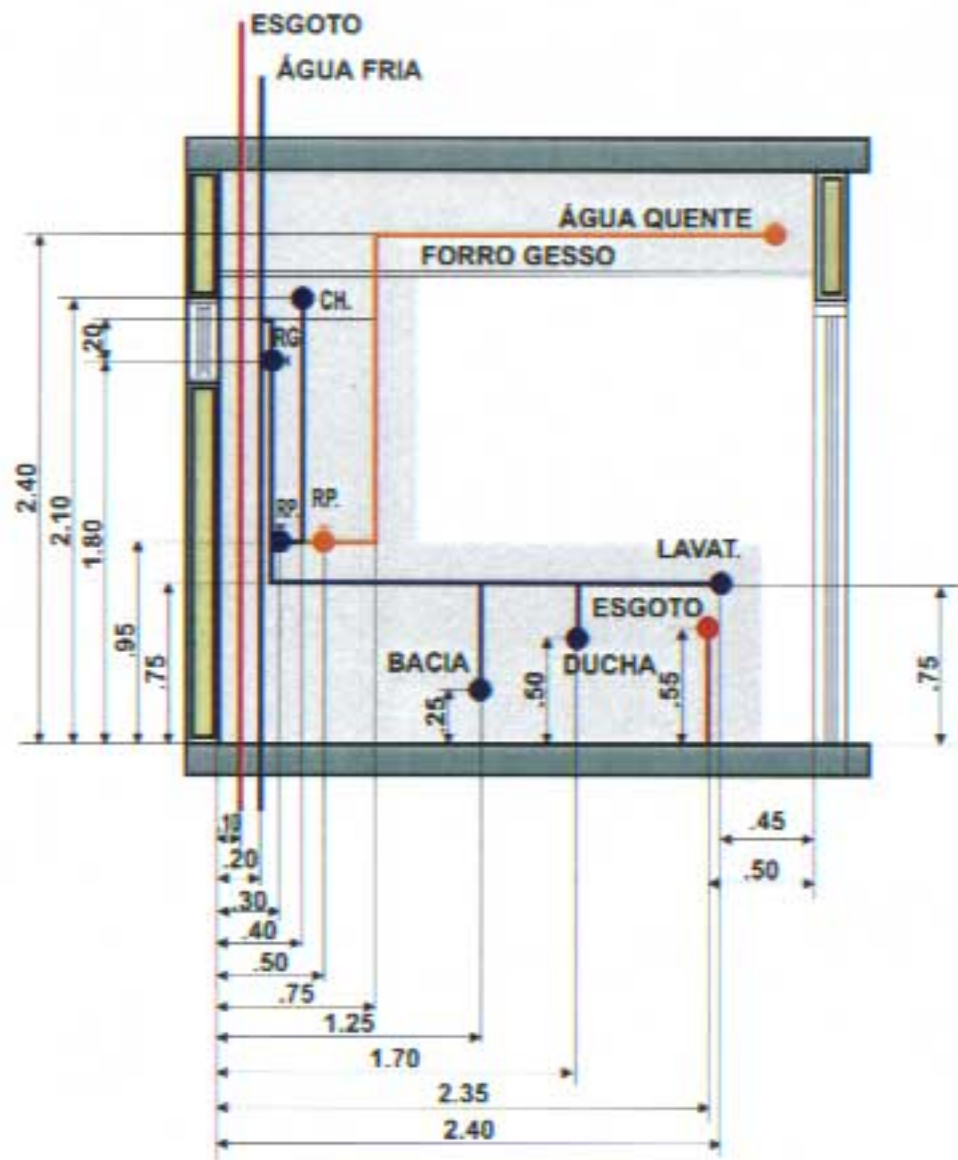 ESGOTO
ÁGUA FRIA
ÁGUA QUENTE
FORRO GESSO
CH.
.20
RG
2.40
2.10
1.80
RP.
RP.
LAVAT.
ESGOTO
.95
.75
BACIA
DUCHA
.25
.50
.55
.75
.10
.45
.20
.50
.30
.40
.50
.75
1.25
1.70
2.35
2.40